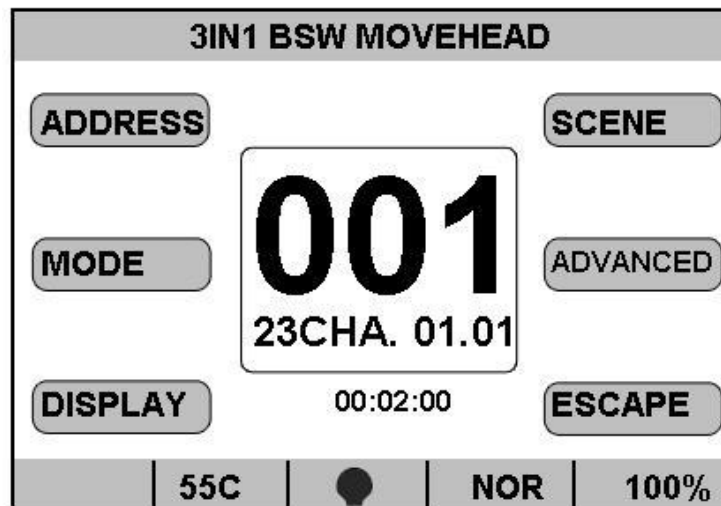 3IN1 BSW MOVEHEAD
ADDRESS
SCENE
001
MODE
ADVANCED
23CHA. 01.01
DISPLAY
00:02:00
ESCAPE
55C
NOR
100%